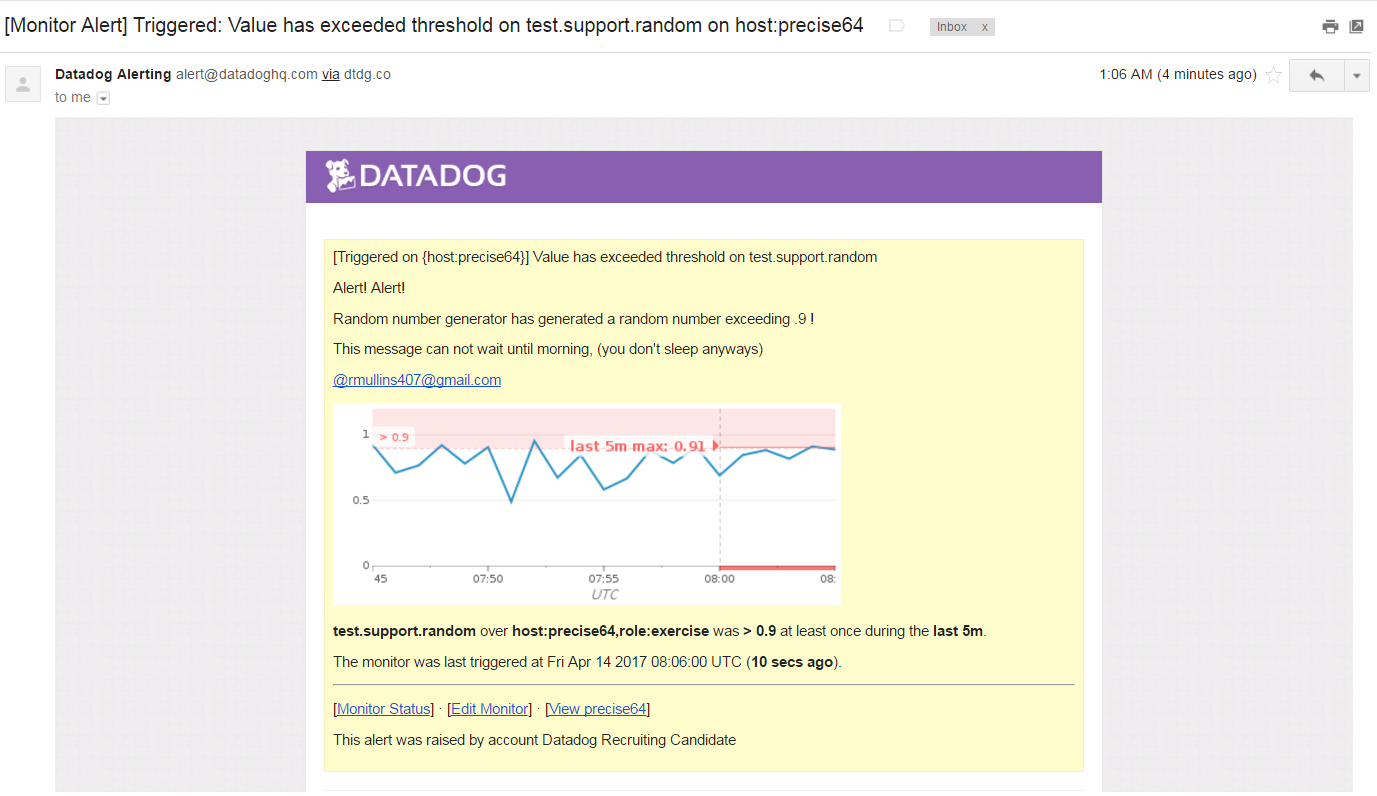 [Monitor Alert] Triggered: Value has exceeded threshold on test.support.random on host:precise64
Inbox x
Datadog Alerting alert@datadoghq.com via dtdg.co
1:06 AM (4 minutes ago)
to me
DATADOG
[Triggered on {host:precise64}] Value has exceeded threshold on test.support.random
Alert! Alert!
Random number generator has generated a random number exceeding .9 !
This message can not wait until morning, (you don't sleep anyways)
@rmullins407@gmail.com
1
> 0.9
last 5m max: 0.91
0.5
0
45 07:50 07:55 08:00 08:
UTC
test.support.random over host:precise64,role:exercise was > 0.9 at least once during the last 5m.
The monitor was last triggered at Fri Apr 14 2017 08:06:00 UTC (10 secs ago).
[Monitor Status] · [Edit Monitor] · [View precise64]
This alert was raised by account Datadog Recruiting Candidate